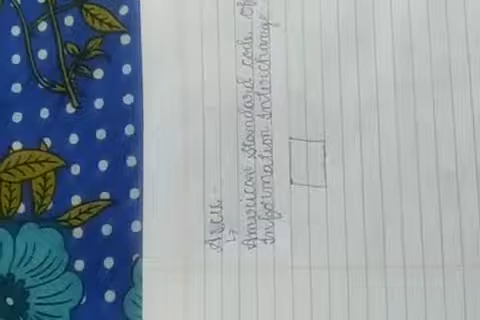 Ascii -
↳
American Standard code of
Information Interchange